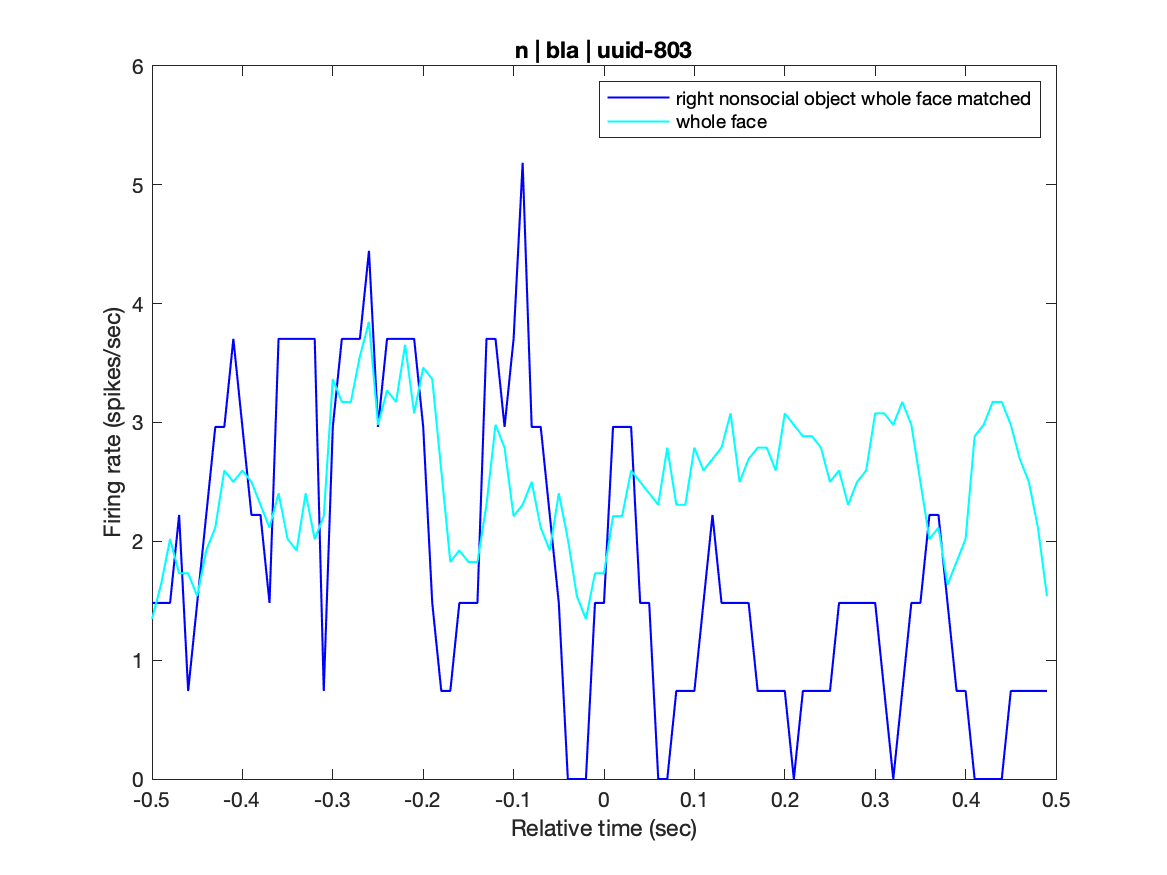 n | bla | uuid-803
right nonsocial object whole face matched
whole face
6
5
4
3
2
1
0
Firing rate (spikes/sec)
-0.5 -0.4 -0.3 -0.2 -0.1 0 0.1 0.2 0.3 0.4 0.5
Relative time (sec)